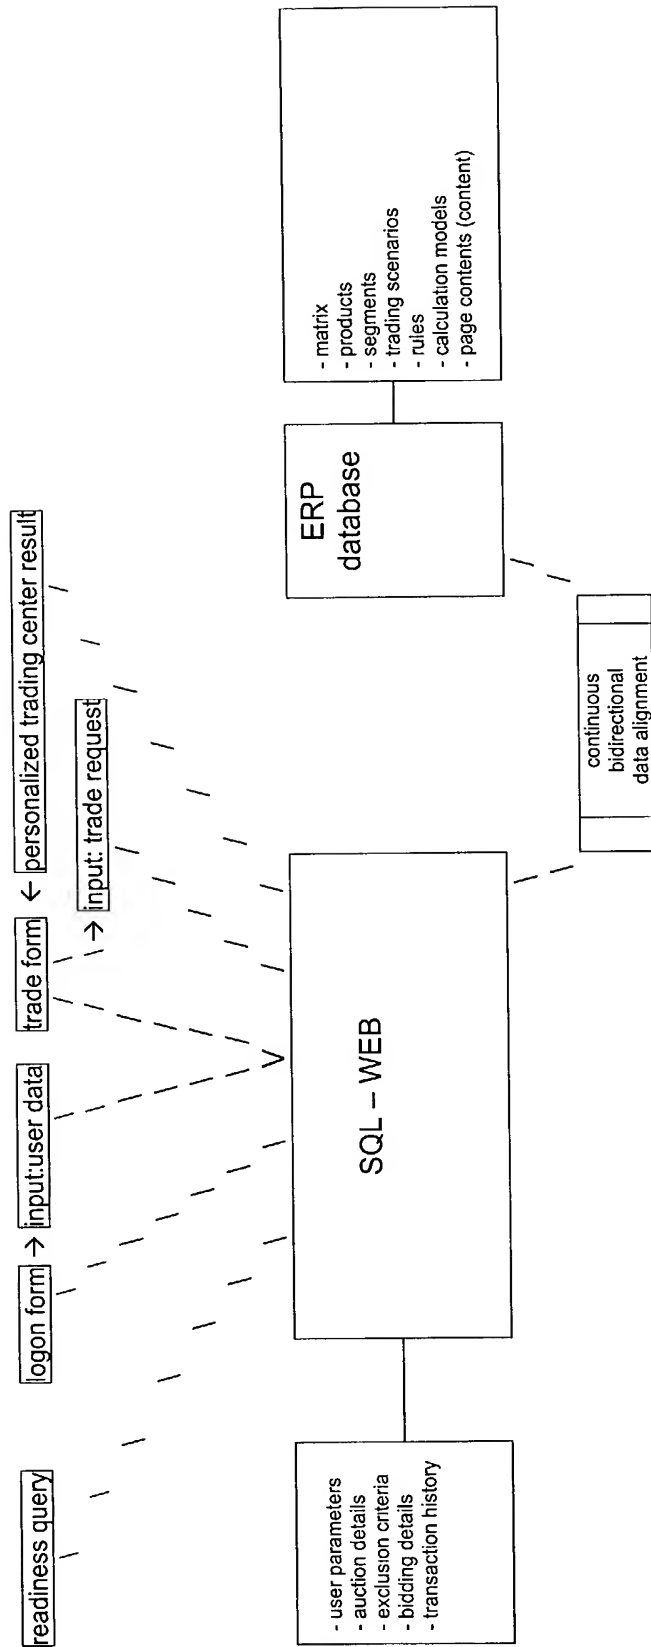 readiness query
logon form → input:user data
trade form ← personalized trading center result
→ input: trade request
- user parameters
- auction details
- exclusion criteria
- bidding details
- transaction history
SQL – WEB
ERP
database
- matrix
- products
- segments
- trading scenarios
- rules
- calculation models
- page contents (content)
continuous
bidirectional
data alignment